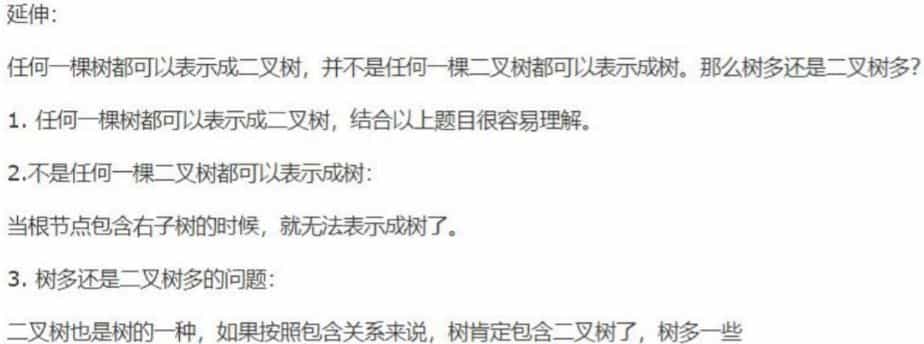 延伸：
任何一棵树都可以表示成二叉树，并不是任何一棵二叉树都可以表示成树。那么树多还是二叉树多?
1. 任何一棵树都可以表示成二叉树，结合以上题目很容易理解。
2.不是任何一棵二叉树都可以表示成树：
当根节点包含右子树的时候，就无法表示成树了。
3. 树多还是二叉树多的问题：
二叉树也是树的一种，如果按照包含关系来说，树肯定包含二叉树了，树多一些